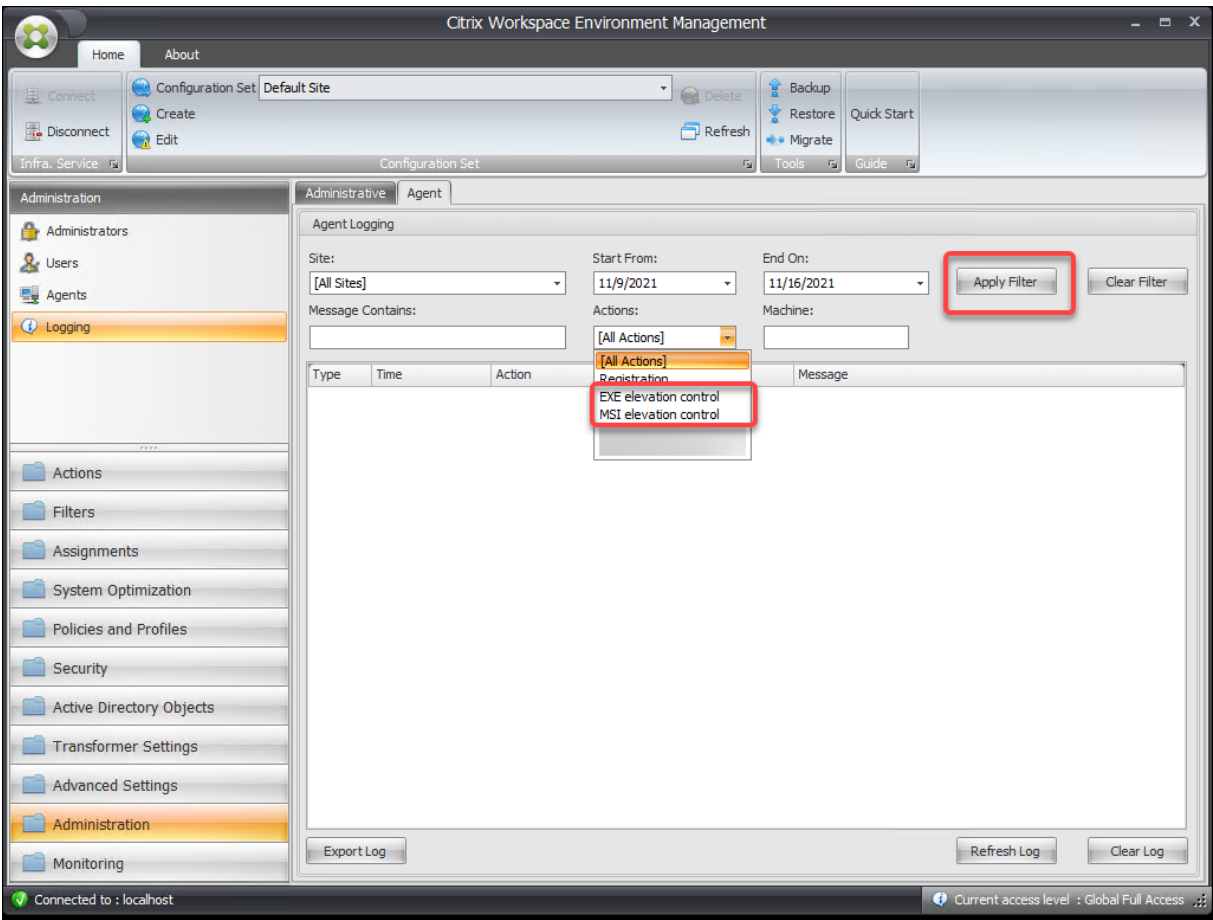 Citrix Workspace Environment Management
Home About
Connect
Disconnect
Infra. Service
Configuration Set Default Site
Create
Edit
Delete
Refresh
Configuration Set
Backup
Restore
Migrate
Tools
Quick Start
Guide
Administration
Administrators
Users
Agents
Logging
Actions
Filters
Assignments
System Optimization
Policies and Profiles
Security
Active Directory Objects
Transformer Settings
Advanced Settings
Administration
Monitoring
Administrative Agent
Agent Logging
Site: Start From: End On:
[All Sites] 11/9/2021 11/16/2021 Apply Filter Clear Filter
Message Contains: Actions: Machine:
[All Actions]
[All Actions]
Registration
EXE elevation control
MSI elevation control
Type Time Action Message
Export Log Refresh Log Clear Log
Connected to : localhost Current access level : Global Full Access